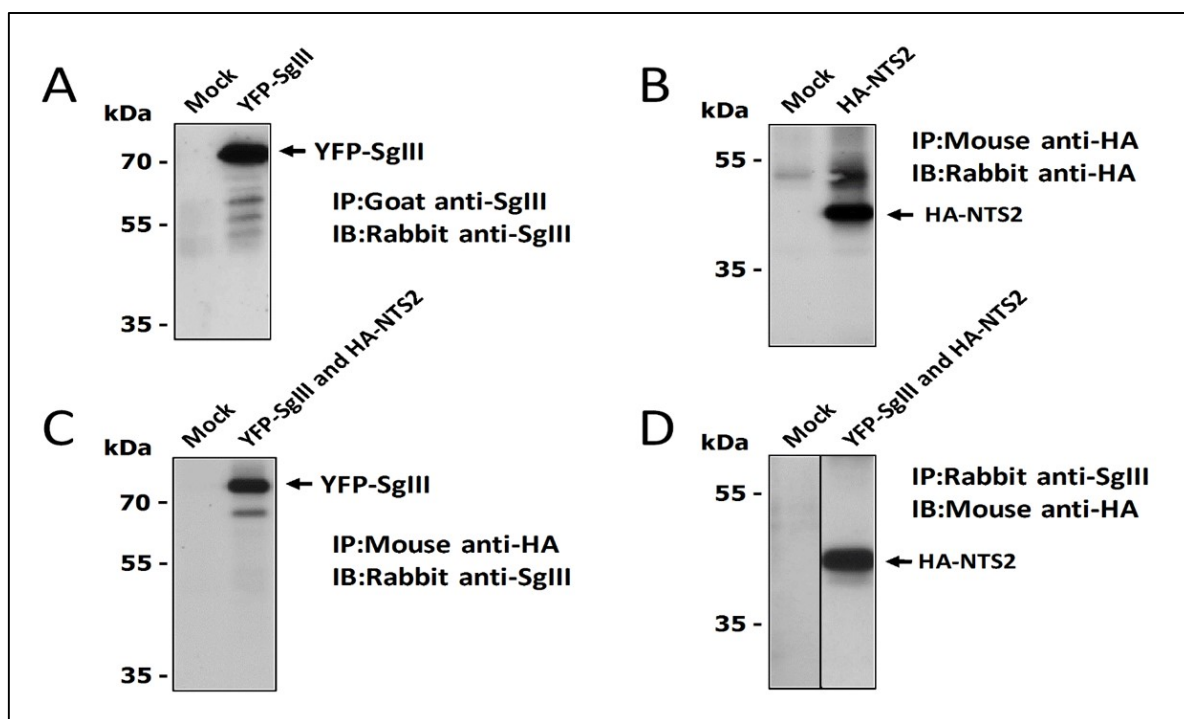 A
Mock
YFP-SgIII
kDa
70 -
55 -
35 -
YFP-SgIII
IP:Goat anti-SgIII
IB:Rabbit anti-SgIII
B
Mock
HA-NTS2
kDa
55 -
35 -
IP:Mouse anti-HA
IB:Rabbit anti-HA
HA-NTS2
C
Mock
YFP-SgIII and HA-NTS2
kDa
70 -
55 -
35 -
YFP-SgIII
IP:Mouse anti-HA
IB:Rabbit anti-SgIII
D
Mock
YFP-SgIII and HA-NTS2
kDa
55 -
35 -
IP:Rabbit anti-SgIII
IB:Mouse anti-HA
HA-NTS2